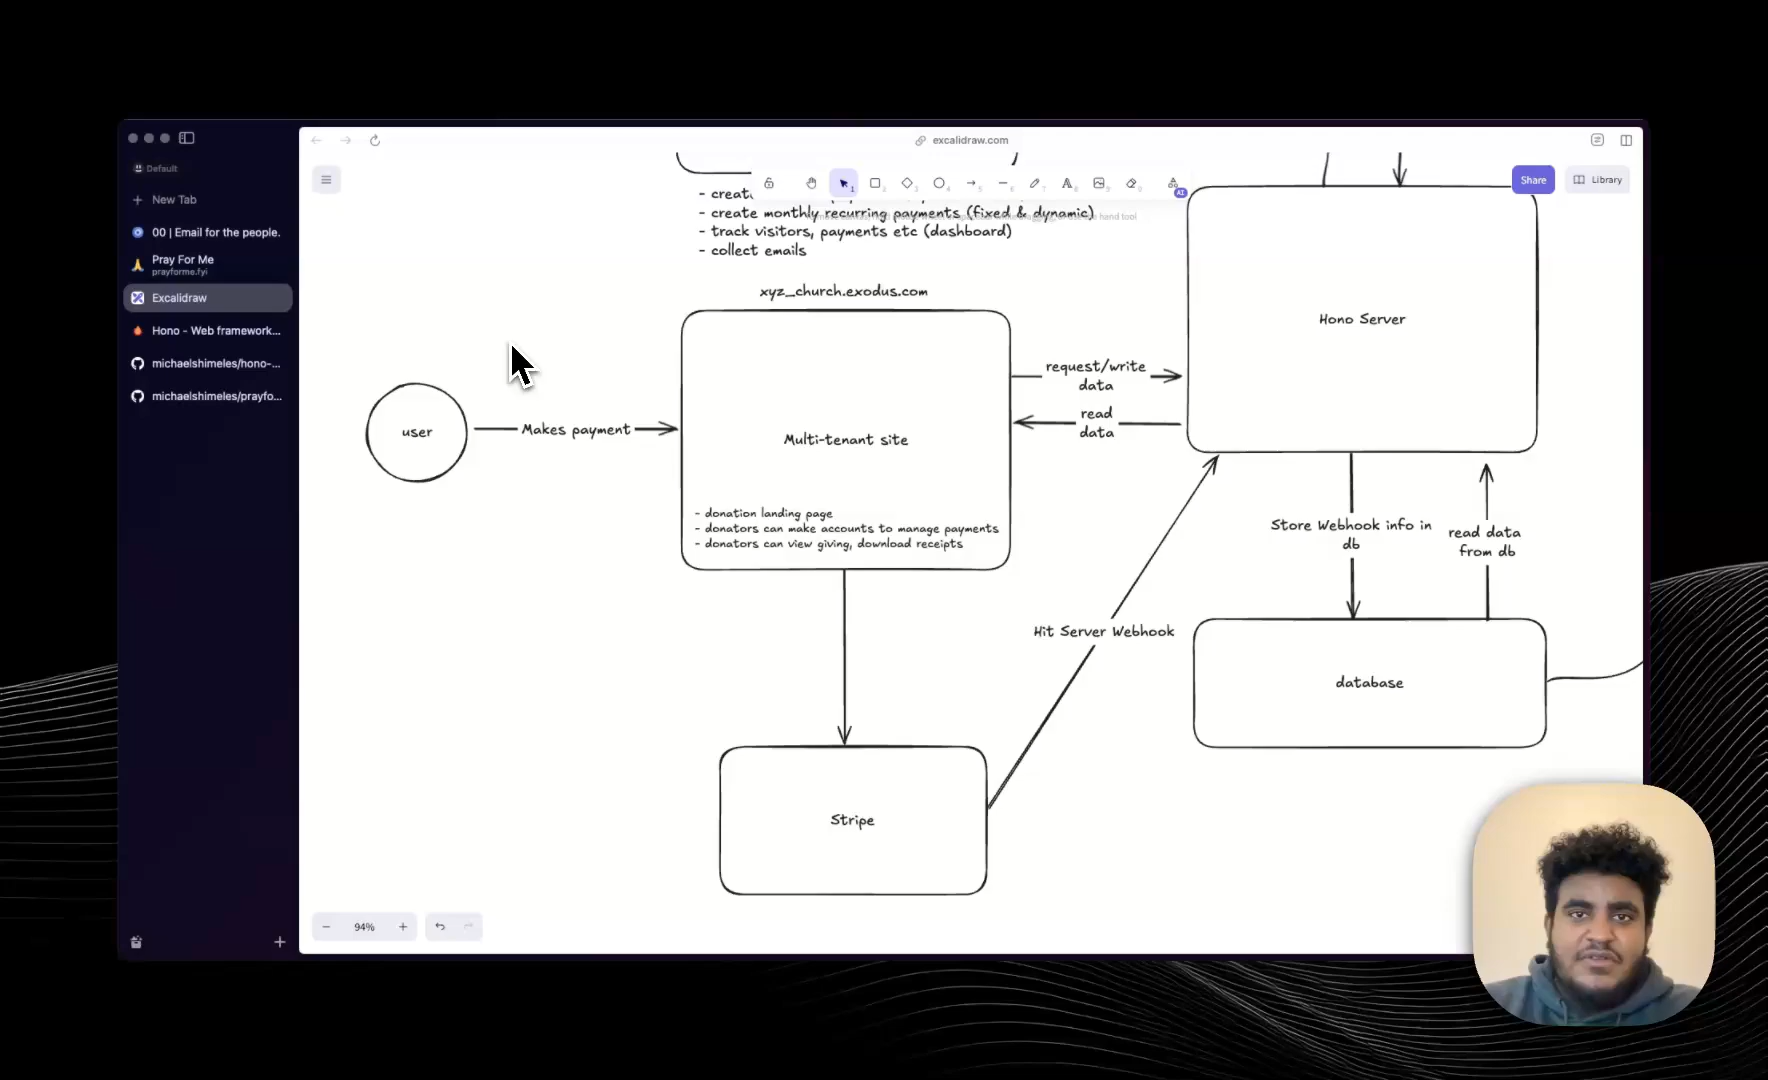 Default
New Tab
00 | Email for the people.
Pray For Me
prayforme.fyi
Excalidraw
Hono - Web framework...
michaelshimeles/hono-...
michaelshimeles/prayfo...
excalidraw.com
Share
Library
- create monthly recurring payments (fixed & dynamic)
- track visitors, payments etc (dashboard)
- collect emails
xyz_church.exodus.com
Hono Server
request/write
data
read
data
user
Makes payment
Multi-tenant site
- donation landing page
- donators can make accounts to manage payments
- donators can view giving, download receipts
Store Webhook info in
db
read data
from db
Hit Server Webhook
database
Stripe
94%